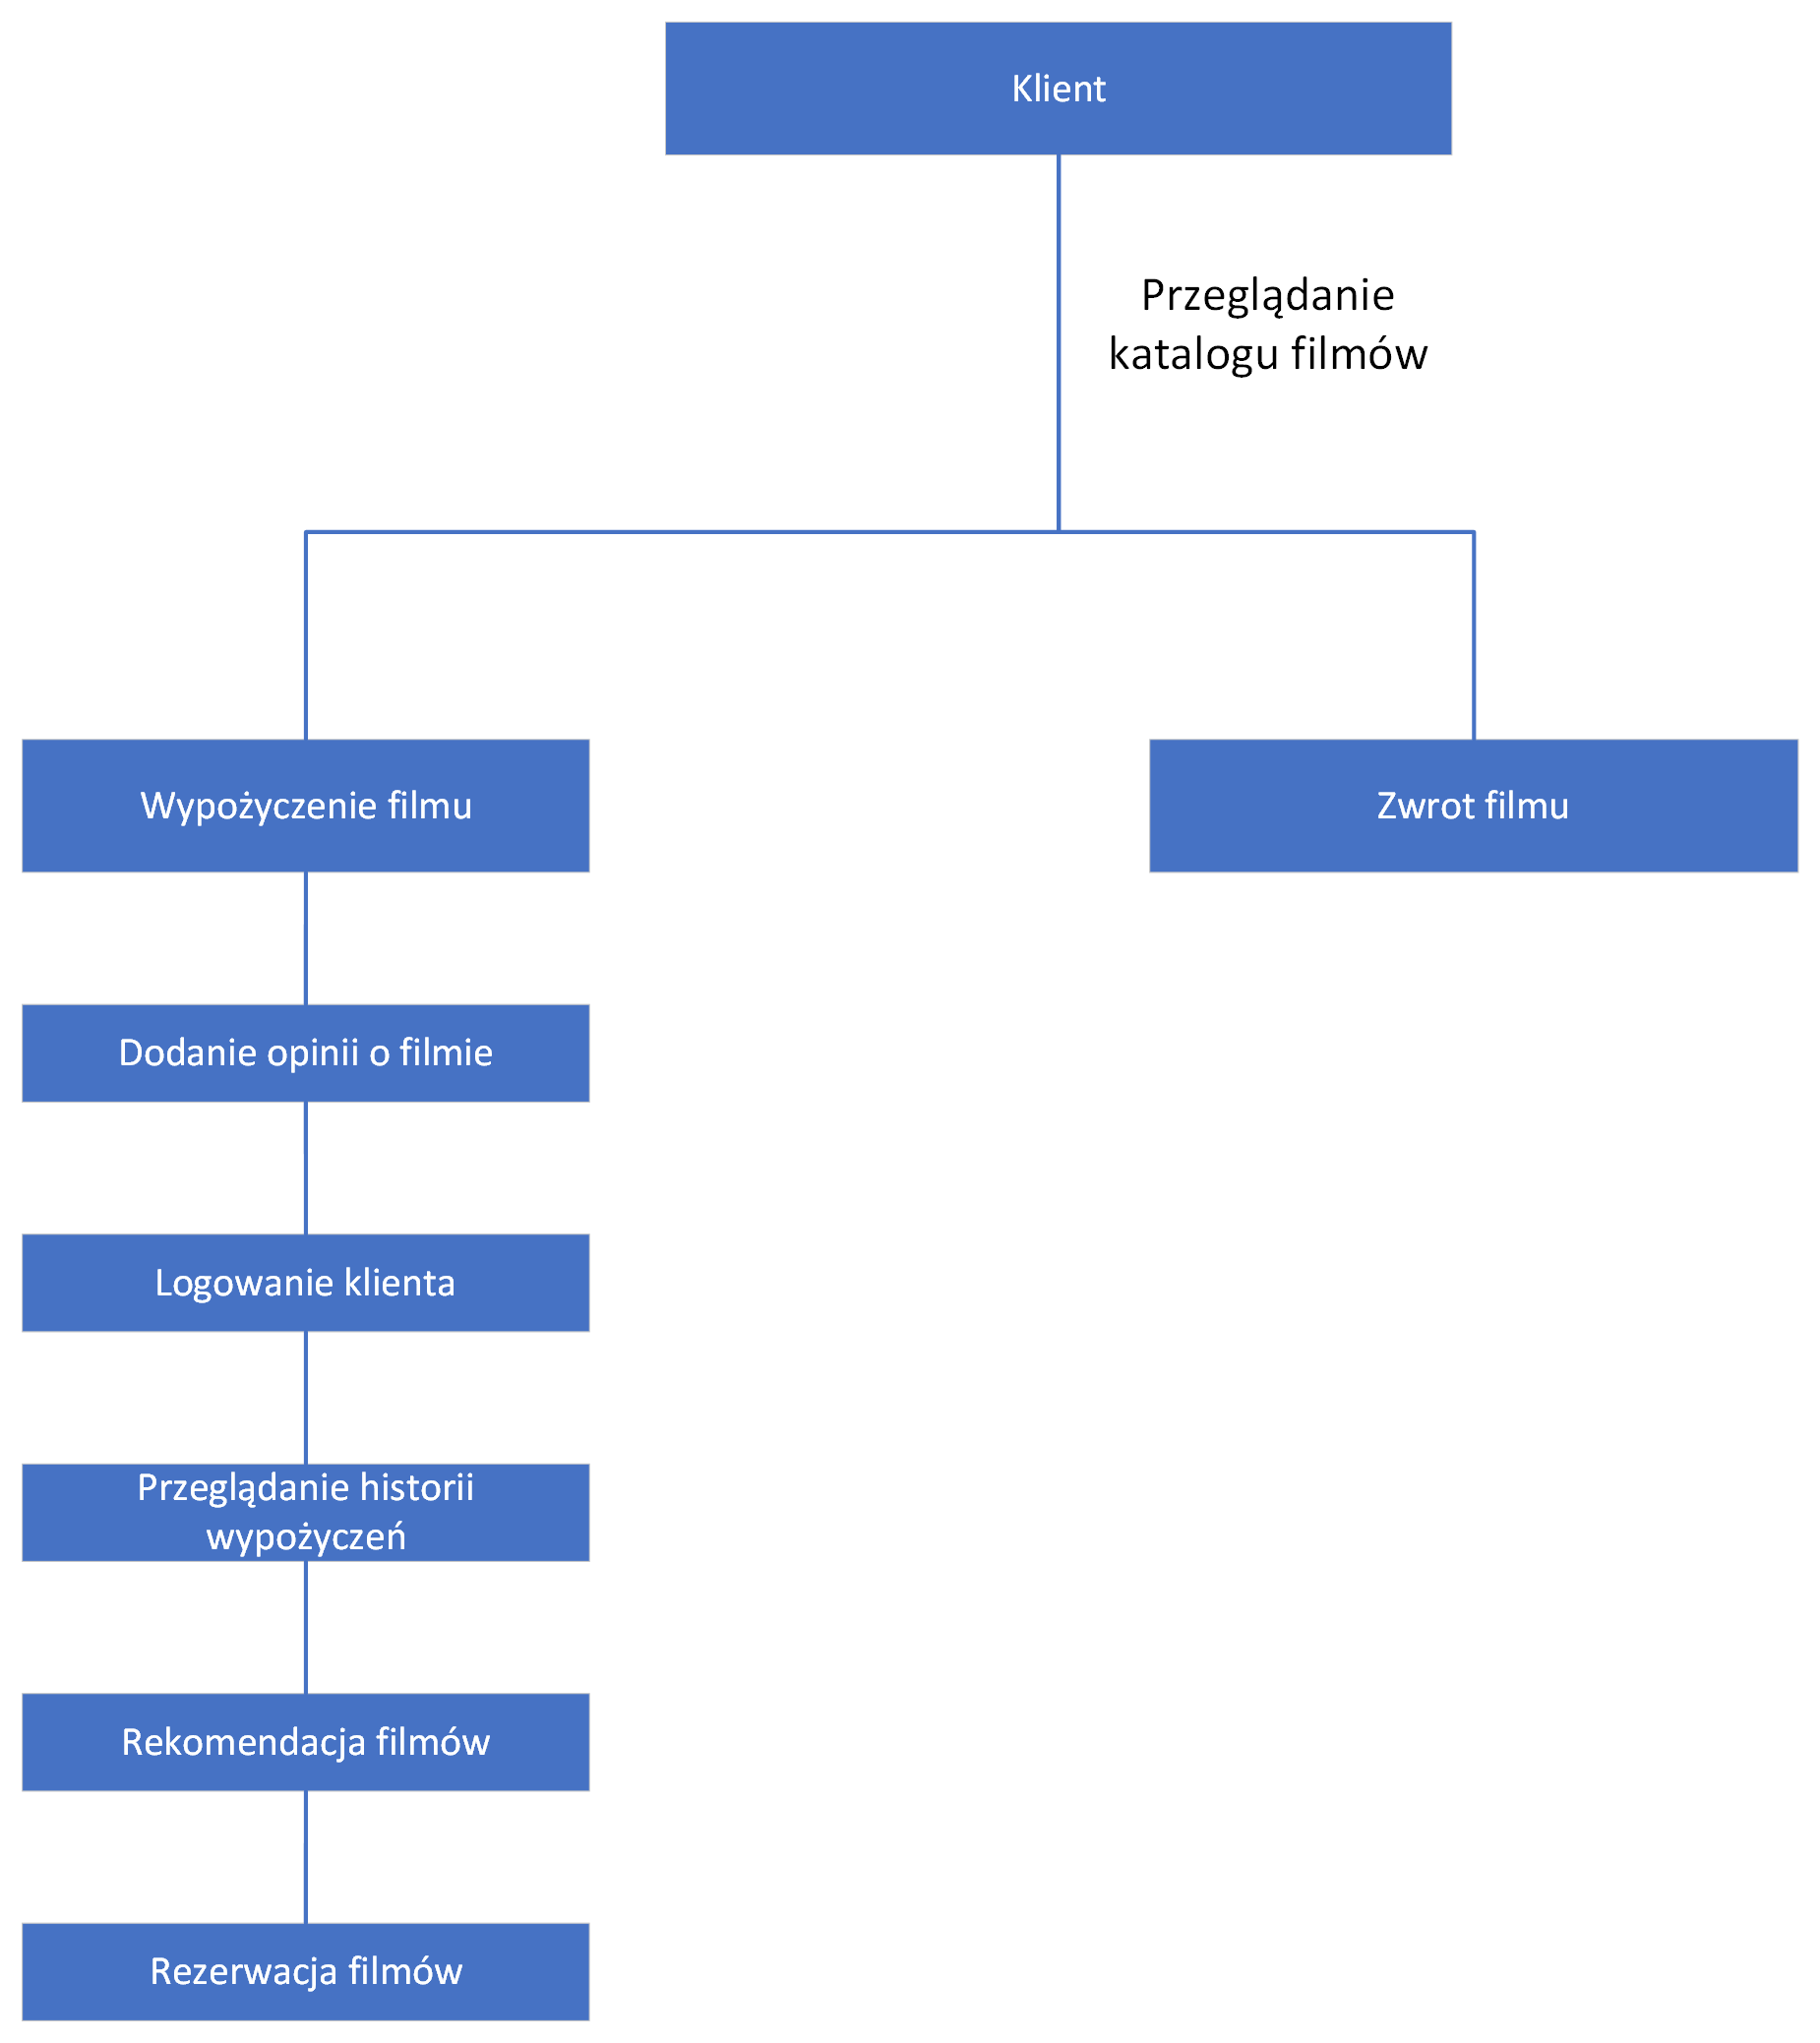 Klient
Przeglądanie
katalogu filmów
Wypożyczenie filmu
Zwrot filmu
Dodanie opinii o filmie
Logowanie klienta
Przeglądanie historii
wypożyczeń
Rekomendacja filmów
Rezerwacja filmów